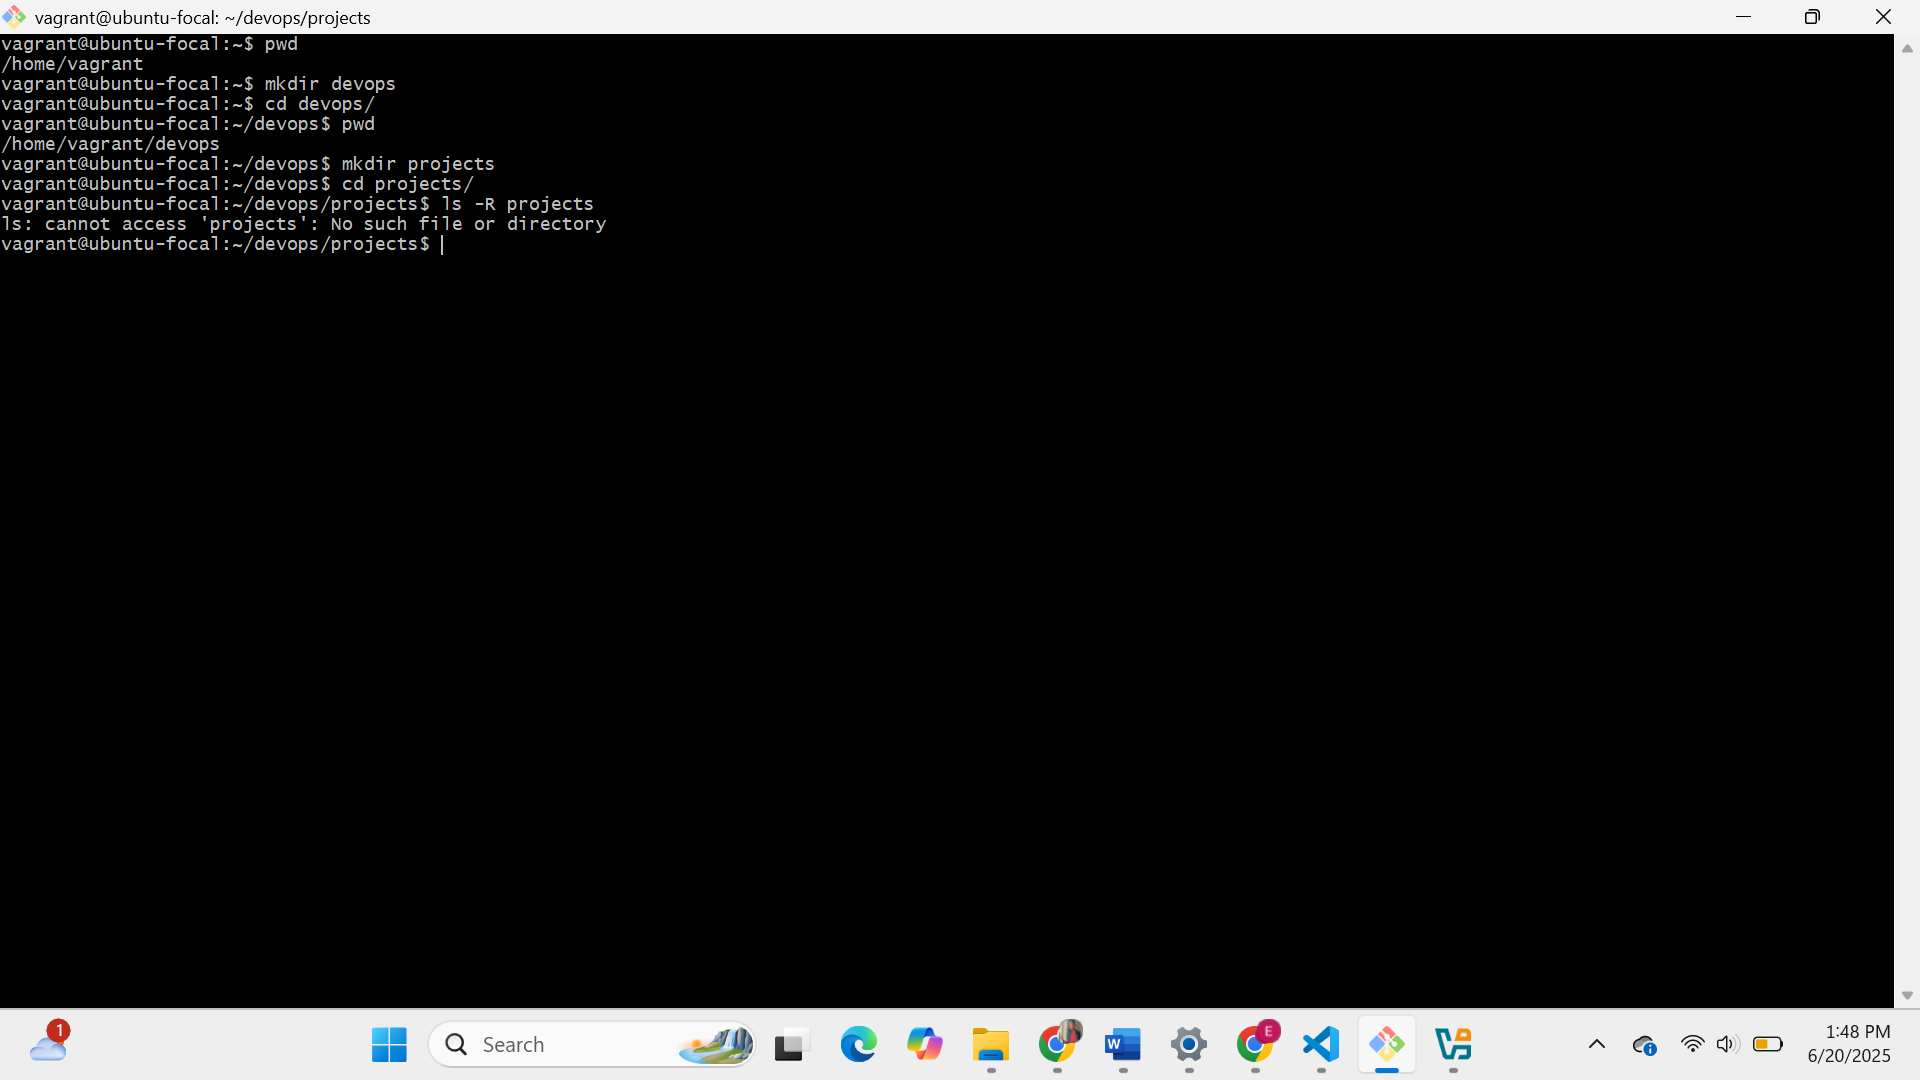 vagrant@ubuntu-focal: ~/devops/projects
vagrant@ubuntu-focal:~$ pwd
/home/vagrant
vagrant@ubuntu-focal:~$ mkdir devops
vagrant@ubuntu-focal:~$ cd devops/
vagrant@ubuntu-focal:~/devops$ pwd
/home/vagrant/devops
vagrant@ubuntu-focal:~/devops$ mkdir projects
vagrant@ubuntu-focal:~/devops$ cd projects/
vagrant@ubuntu-focal:~/devops/projects$ ls -R projects
ls: cannot access 'projects': No such file or directory
vagrant@ubuntu-focal:~/devops/projects$
1
Search
W
E
1:48 PM
6/20/2025